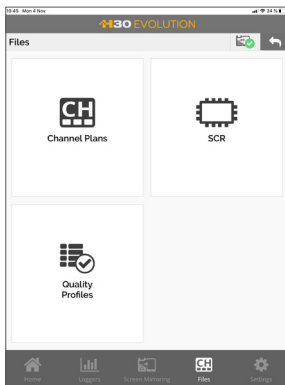 10:45 Mon 4 Nov 34 %
H30 EVOLUTION
Files
CH
Channel Plans
SCR
Quality
Profiles
CH
Home Loggers Screen Mirroring Files Settings